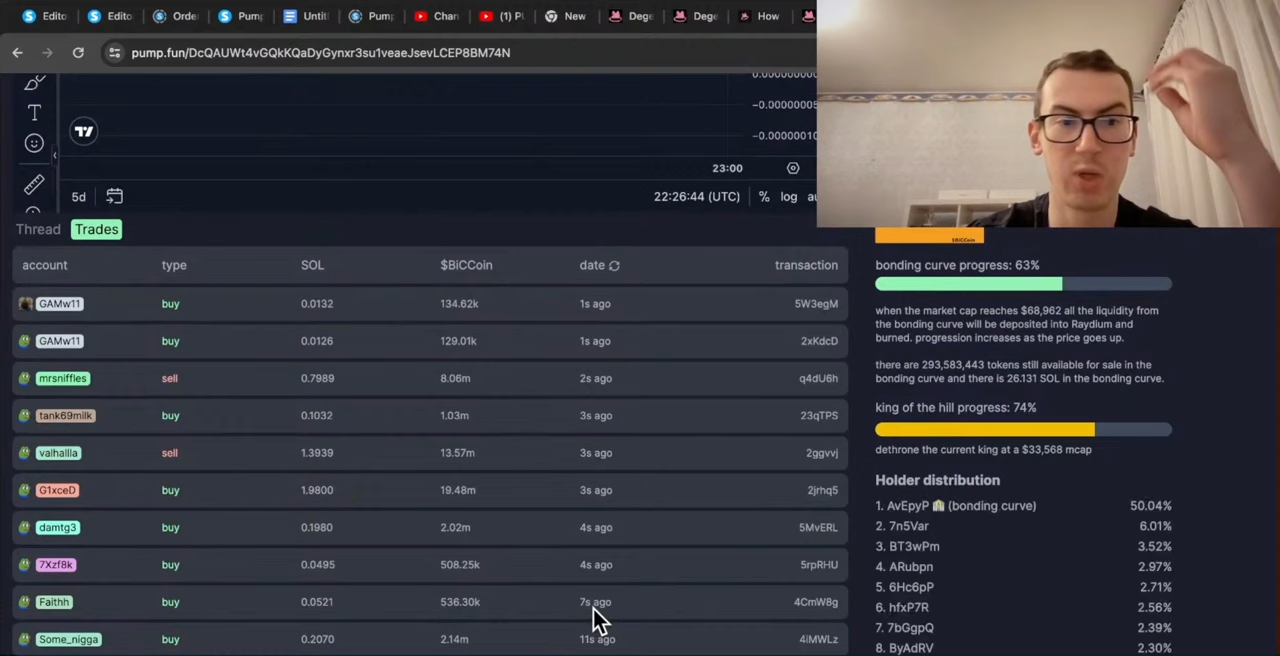 Edito
Edito
Orde
Pum
Untit
Pum
Chan
(1) Pl
New
Dege
Dege
How
pump.fun/DcQAUWt4vGQkKQaDyGynxr3su1veaeJsevLCEP8BM74N
−0.00000005
−0.00000010
23:00
5d
22:26:44 (UTC)
%
log
au
Thread
Trades
account type SOL $BiCCoin date transaction
GAMw11 buy 0.0132 134.62k 1s ago 5W3egM
GAMw11 buy 0.0126 129.01k 1s ago 2xKdcD
mrsniffles sell 0.7989 8.06m 2s ago q4dU6h
tank69milk buy 0.1032 1.03m 3s ago 23qTPS
valhallla sell 1.3939 13.57m 3s ago 2ggvvj
G1xceD buy 1.9800 19.48m 3s ago 2jrhq5
damtg3 buy 0.1980 2.02m 4s ago 5MvERL
7Xzf8k buy 0.0495 508.25k 4s ago 5rpRHU
Faithh buy 0.0521 536.30k 7s ago 4CmW8g
Some_nigga buy 0.2070 2.14m 11s ago 4iMWLz
$BiCCoin
bonding curve progress: 63%
when the market cap reaches $68,962 all the liquidity from
the bonding curve will be deposited into Raydium and
burned. progression increases as the price goes up.
there are 293,583,443 tokens still available for sale in the
bonding curve and there is 26.131 SOL in the bonding curve.
king of the hill progress: 74%
dethrone the current king at a $33,568 mcap
Holder distribution
1. AvEpyP 🏦 (bonding curve) 50.04%
2. 7n5Var 6.01%
3. BT3wPm 3.52%
4. ARubpn 2.97%
5. 6Hc6pP 2.71%
6. hfxP7R 2.56%
7. 7bGgpQ 2.39%
8. ByAdRV 2.30%